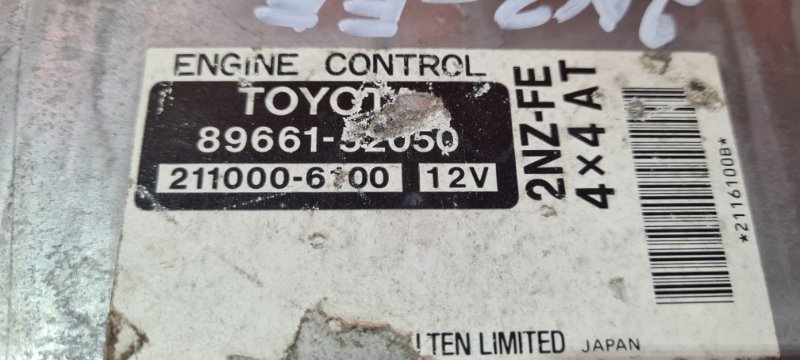 ENGINE CONTROL
TOYOTA
89661-52050
211000-6100 12V
2NZ-FE
4×4 AT
*2116100B*
TEN LIMITED JAPAN